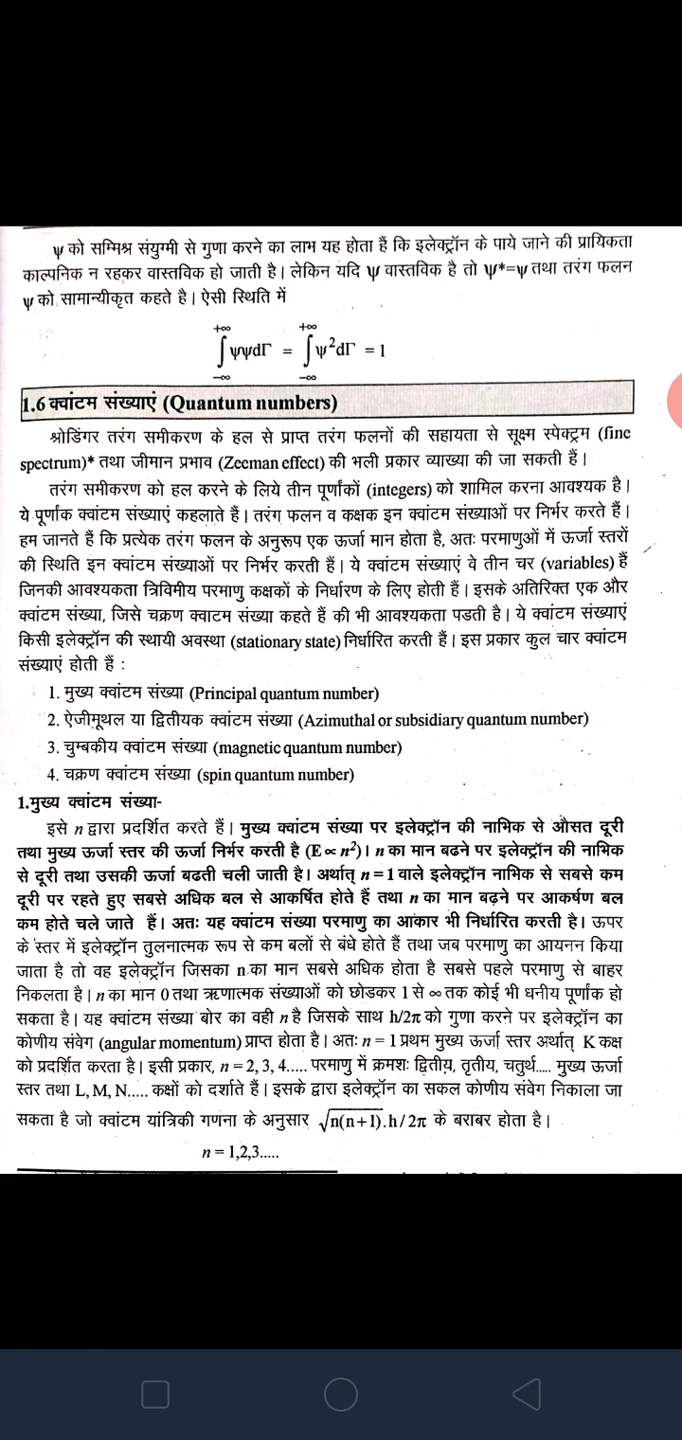 ψ को सम्मिश्र संयुग्मी से गुणा करने का लाभ यह होता हैं कि इलेक्ट्रॉन के पाये जाने की प्रायिकता
काल्पनिक न रहकर वास्तविक हो जाती है। लेकिन यदि ψ वास्तविक है तो ψ*=ψ तथा तरंग फलन
ψ को सामान्यीकृत कहते है। ऐसी स्थिति में
+∞ +∞
∫ψψdΓ = ∫ψ²dΓ = 1
-∞ -∞
1.6 क्वांटम संख्याएं (Quantum numbers)
श्रोडिंगर तरंग समीकरण के हल से प्राप्त तरंग फलनों की सहायता से सूक्ष्म स्पेक्ट्रम (fine
spectrum)* तथा जीमान प्रभाव (Zeeman effect) की भली प्रकार व्याख्या की जा सकती हैं।
तरंग समीकरण को हल करने के लिये तीन पूर्णांकों (integers) को शामिल करना आवश्यक है।
ये पूर्णांक क्वांटम संख्याएं कहलाते हैं। तरंग फलन व कक्षक इन क्वांटम संख्याओं पर निर्भर करते हैं।
हम जानते हैं कि प्रत्येक तरंग फलन के अनुरूप एक ऊर्जा मान होता है, अतः परमाणुओं में ऊर्जा स्तरों
की स्थिति इन क्वांटम संख्याओं पर निर्भर करती हैं। ये क्वांटम संख्याएं वे तीन चर (variables) हैं
जिनकी आवश्यकता त्रिविमीय परमाणु कक्षकों के निर्धारण के लिए होती हैं। इसके अतिरिक्त एक और
क्वांटम संख्या, जिसे चक्रण क्वाटम संख्या कहते हैं की भी आवश्यकता पडती है। ये क्वांटम संख्याएं
किसी इलेक्ट्रॉन की स्थायी अवस्था (stationary state) निर्धारित करती हैं। इस प्रकार कुल चार क्वांटम
संख्याएं होती हैं :
1. मुख्य क्वांटम संख्या (Principal quantum number)
2. ऐजीमूथल या द्वितीयक क्वांटम संख्या (Azimuthal or subsidiary quantum number)
3. चुम्बकीय क्वांटम संख्या (magnetic quantum number)
4. चक्रण क्वांटम संख्या (spin quantum number)
1.मुख्य क्वांटम संख्या-
इसे n द्वारा प्रदर्शित करते हैं। मुख्य क्वांटम संख्या पर इलेक्ट्रॉन की नाभिक से औसत दूरी
तथा मुख्य ऊर्जा स्तर की ऊर्जा निर्भर करती है (E ∝ n²)। n का मान बढने पर इलेक्ट्रॉन की नाभिक
से दूरी तथा उसकी ऊर्जा बढती चली जाती है। अर्थात् n = 1 वाले इलेक्ट्रॉन नाभिक से सबसे कम
दूरी पर रहते हुए सबसे अधिक बल से आकर्षित होते हैं तथा n का मान बढ़ने पर आकर्षण बल
कम होते चले जाते हैं। अतः यह क्वांटम संख्या परमाणु का आकार भी निर्धारित करती है। ऊपर
के स्तर में इलेक्ट्रॉन तुलनात्मक रूप से कम बलों से बंधे होते हैं तथा जब परमाणु का आयनन किया
जाता है तो वह इलेक्ट्रॉन जिसका n का मान सबसे अधिक होता है सबसे पहले परमाणु से बाहर
निकलता है। n का मान 0 तथा ऋणात्मक संख्याओं को छोडकर 1 से ∞ तक कोई भी धनीय पूर्णांक हो
सकता है। यह क्वांटम संख्या बोर का वही n है जिसके साथ h/2π को गुणा करने पर इलेक्ट्रॉन का
कोणीय संवेग (angular momentum) प्राप्त होता है। अतः n = 1 प्रथम मुख्य ऊर्जा स्तर अर्थात् K कक्ष
को प्रदर्शित करता है। इसी प्रकार, n = 2, 3, 4..... परमाणु में क्रमशः द्वितीय, तृतीय, चतुर्थ.... मुख्य ऊर्जा
स्तर तथा L, M, N..... कक्षों को दर्शाते हैं। इसके द्वारा इलेक्ट्रॉन का सकल कोणीय संवेग निकाला जा
सकता है जो क्वांटम यांत्रिकी गणना के अनुसार √n(n+1).h/2π के बराबर होता है।
n = 1,2,3.....